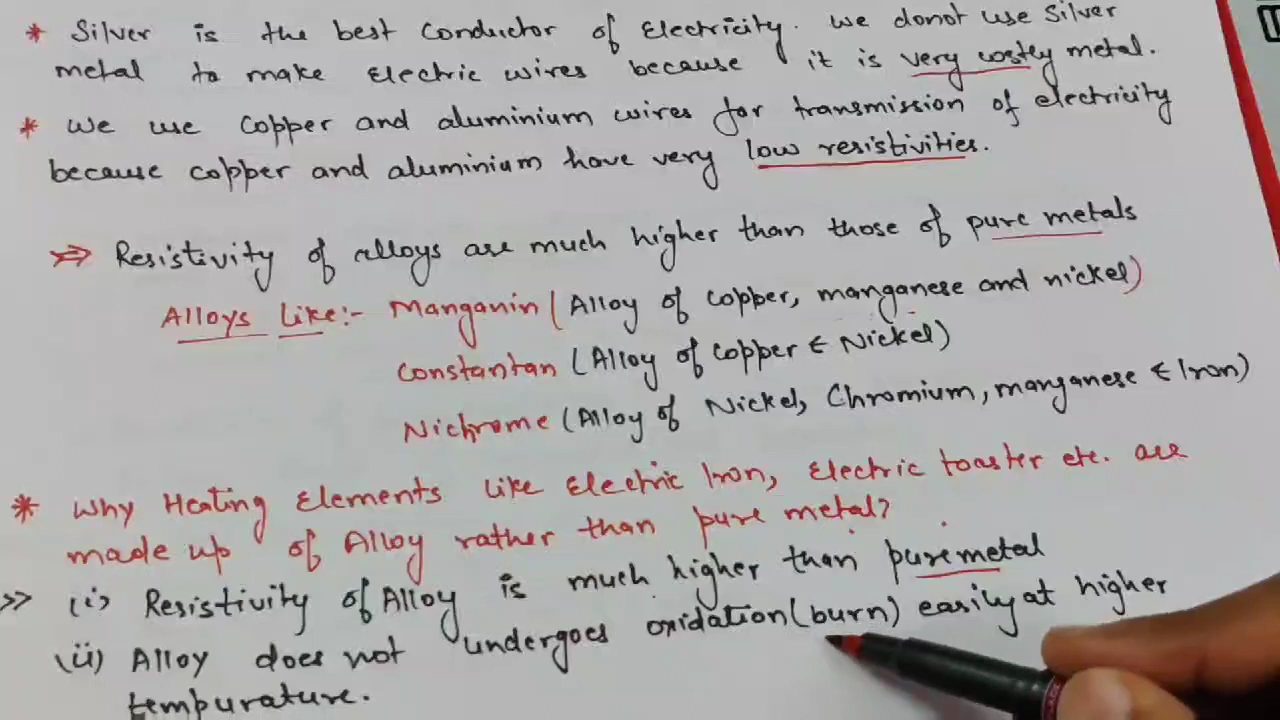 * Silver is the best conductor of Electricity. we donot use Silver
metal to make Electric wires because it is very costly metal.
* we use copper and aluminium wires for transmission of electricity
because copper and aluminium have very low resistivities.
⇒ Resistivity of alloys are much higher than those of pure metals
Alloys Like:- Manganin (Alloy of copper, manganese and nickel)
Constantan (Alloy of copper & Nickel)
Nichrome (Alloy of Nickel, Chromium, manganese & Iron)
* Why Heating Elements like Electric Iron, Electric toaster etc. are
made up of Alloy rather than pure metal?
>> (i) Resistivity of Alloy is much higher than pure metal
(ii) Alloy does not undergoes oxidation (burn) easily at higher
tempurature.